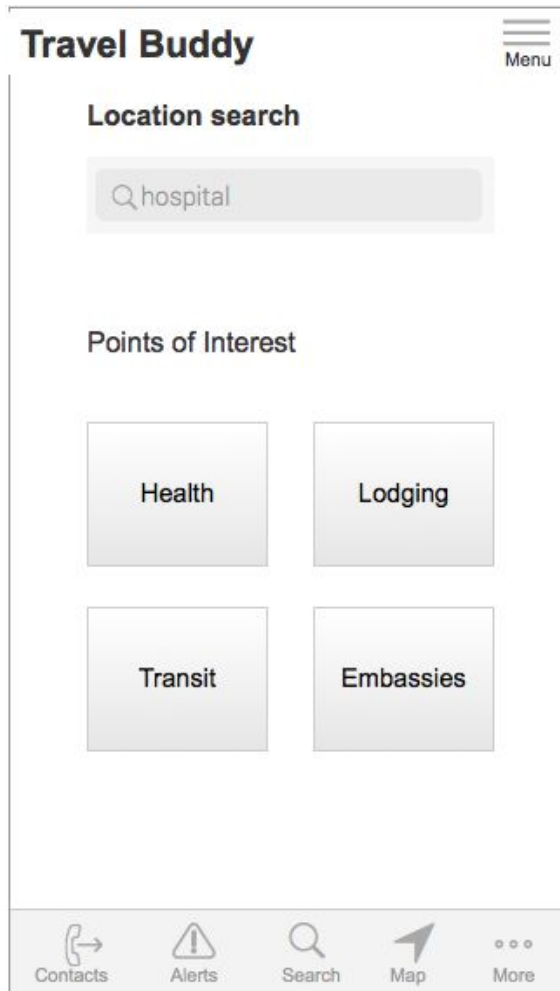 Travel Buddy
Menu
Location search
hospital
Points of Interest
Health
Lodging
Transit
Embassies
Contacts
Alerts
Search
Map
More